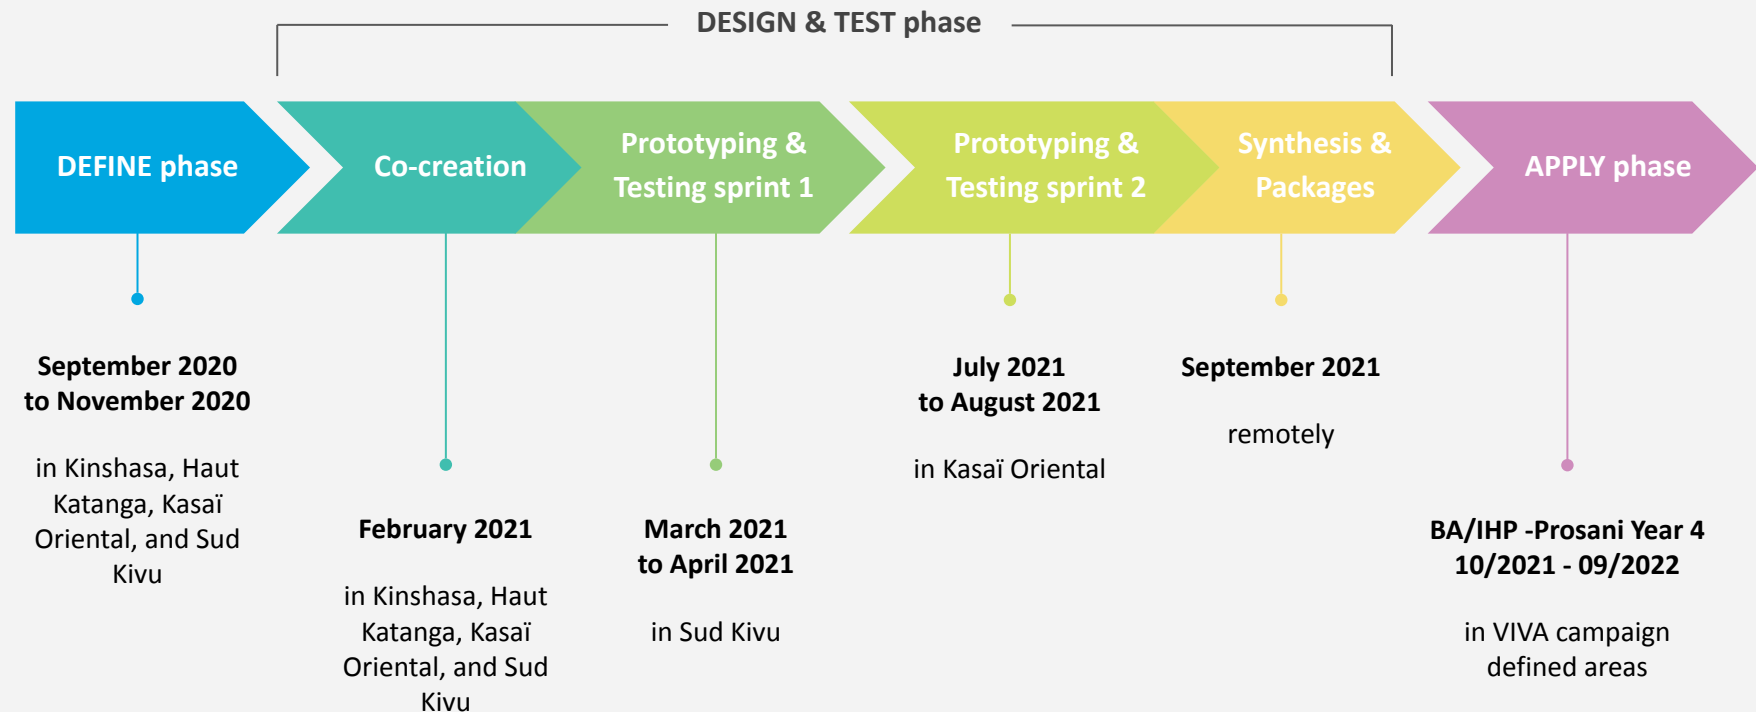 DESIGN & TEST phase
DEFINE phase
Co-creation
Prototyping &
Testing sprint 1
Prototyping &
Testing sprint 2
Synthesis &
Packages
APPLY phase
September 2020
to November 2020
in Kinshasa, Haut
Katanga, Kasaï
Oriental, and Sud
Kivu
February 2021
in Kinshasa, Haut
Katanga, Kasaï
Oriental, and Sud
Kivu
March 2021
to April 2021
in Sud Kivu
July 2021
to August 2021
in Kasaï Oriental
September 2021
remotely
BA/IHP -Prosani Year 4
10/2021 - 09/2022
in VIVA campaign
defined areas